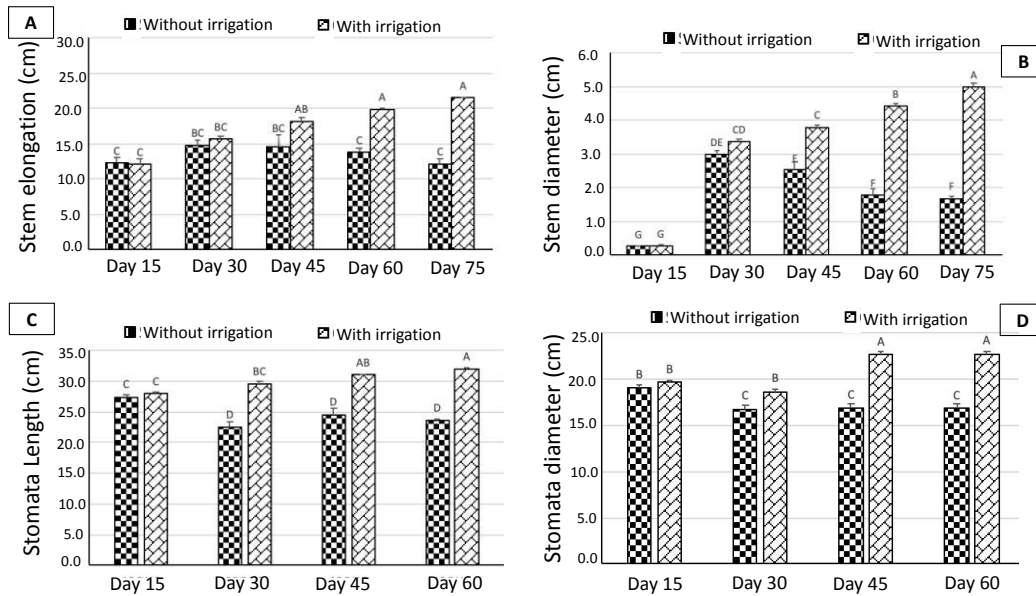 A
Without irrigation With irrigation
Stem elongation (cm)
30.0
25.0
20.0
15.0
10.0
5.0
0.0
C C BC BC BC AB C A C A
Day 15 Day 30 Day 45 Day 60 Day 75
B
Without irrigation With irrigation
Stem diameter (cm)
6.0
5.0
4.0
3.0
2.0
1.0
0.0
G G DE CD E C F B F A
Day 15 Day 30 Day 45 Day 60 Day 75
C
Without irrigation With irrigation
Stomata Length (cm)
35.0
30.0
25.0
20.0
15.0
10.0
5.0
0.0
C C D BC D AB D A
Day 15 Day 30 Day 45 Day 60
D
Without irrigation With irrigation
Stomata diameter (cm)
25.0
20.0
15.0
10.0
5.0
0.0
B B C B C A C A
Day 15 Day 30 Day 45 Day 60